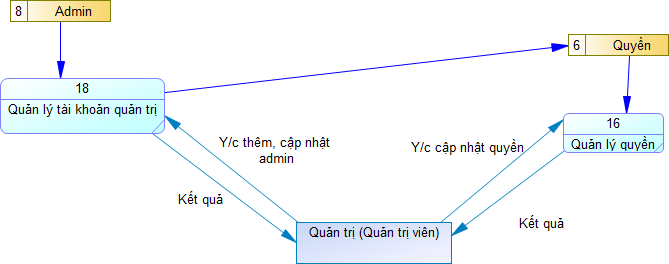 8 Admin
6 Quyền
18
Quản lý tài khoản quản trị
16
Quản lý quyền
Y/c thêm, cập nhật
admin
Y/c cập nhật quyền
Kết quả
Kết quả
Quản trị (Quản trị viên)